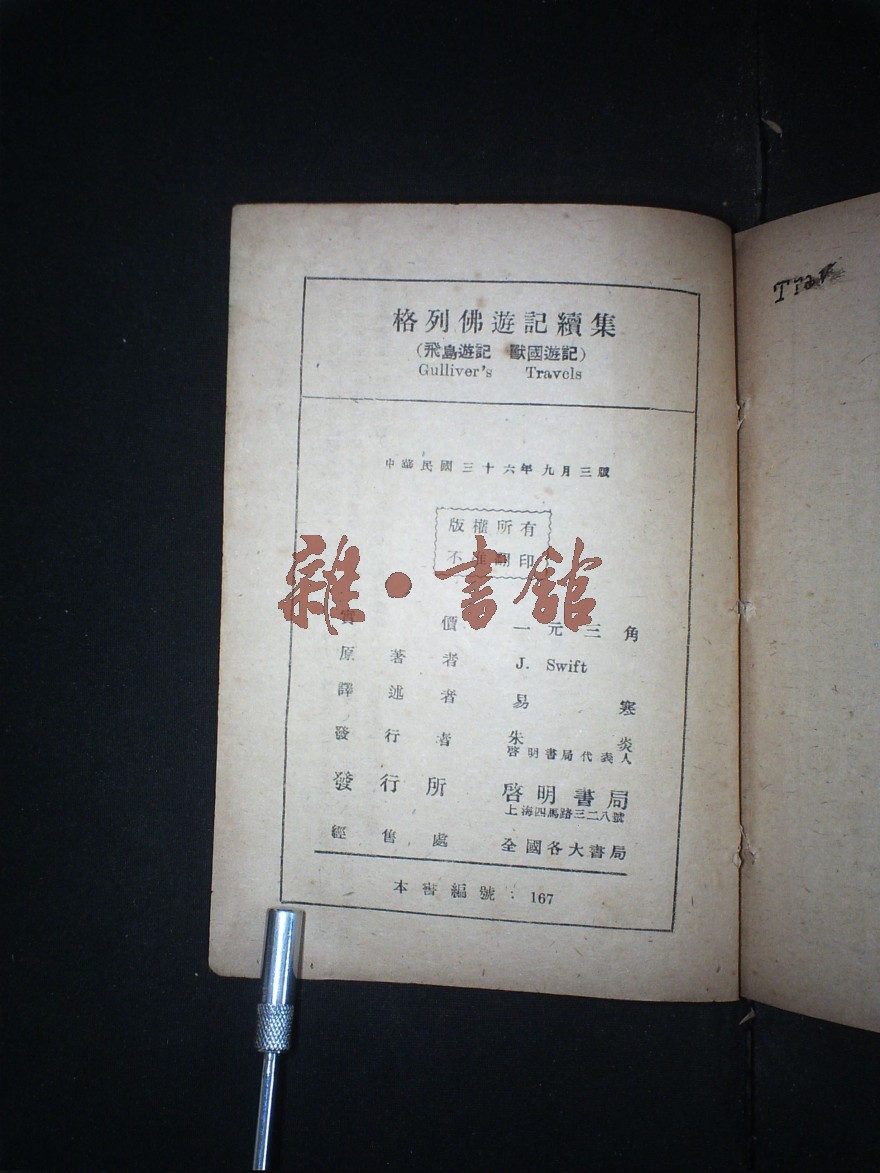 格列佛遊記續集
(飛島遊記 獸國遊記)
Gulliver's Travels
中華民國三十六年九月三版
版權所有
不准翻印
雜·書館
實價 一元三角
原著者 J. Swift
譯述者 易寒
發行者 朱炎
啓明書局代表人
發行所 啓明書局
上海四馬路三二八號
經售處 全國各大書局
本書編號：167